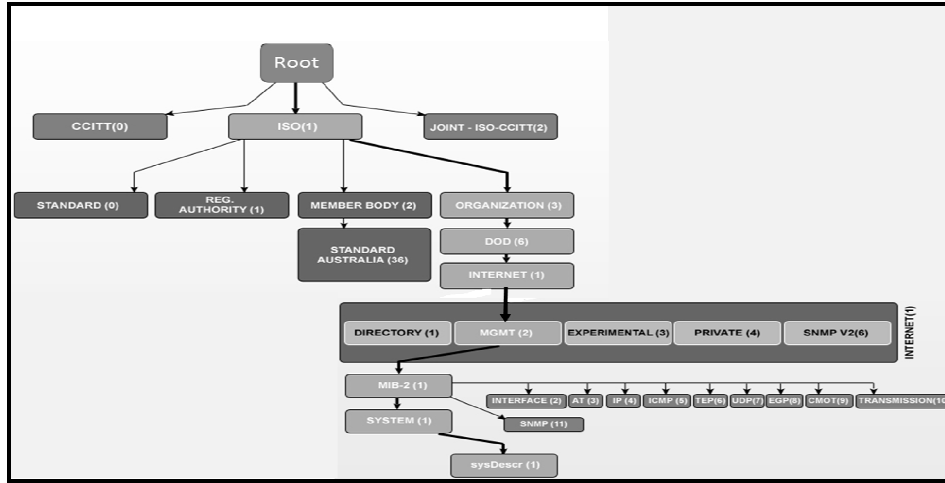 Root
CCITT(0)
ISO(1)
JOINT - ISO-CCITT(2)
STANDARD (0)
REG.
AUTHORITY (1)
MEMBER BODY (2)
ORGANIZATION (3)
STANDARD
AUSTRALIA (36)
DOD (6)
INTERNET (1)
DIRECTORY (1)
MGMT (2)
EXPERIMENTAL (3)
PRIVATE (4)
SNMP V2(6)
INTERNET(1)
MIB-2 (1)
INTERFACE (2)
AT (3)
IP (4)
ICMP (5)
TEP(6)
UDP(7)
EGP(8)
CMOT(9)
TRANSMISSION(10
SYSTEM (1)
SNMP (11)
sysDescr (1)